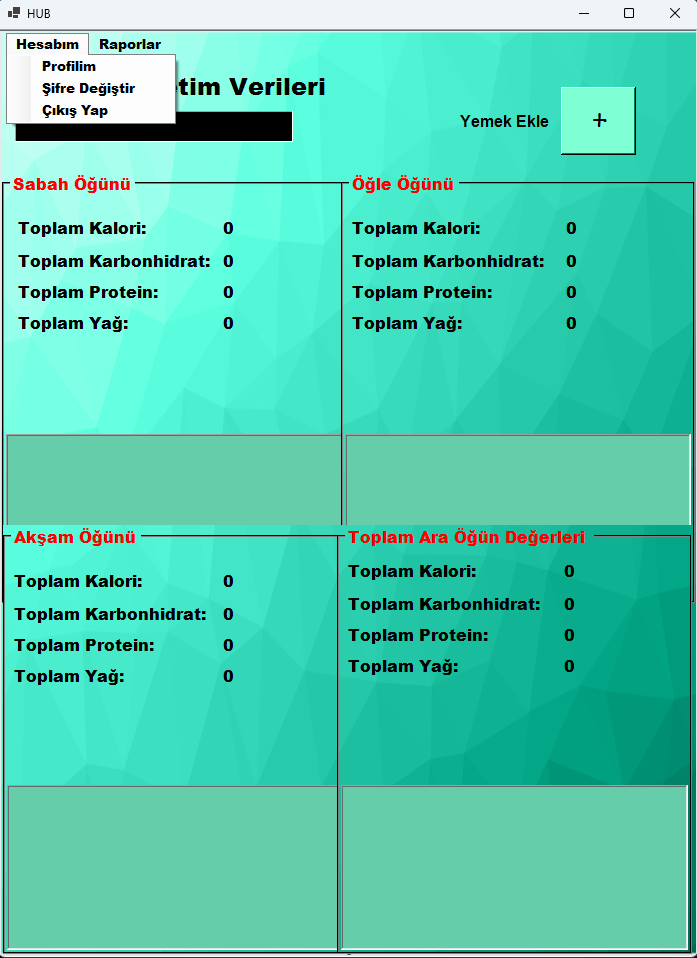 HUB
Hesabım Raporlar
Profilim
Şifre Değiştir
Çıkış Yap
Verileri
Yemek Ekle
+
Sabah Öğünü
Toplam Kalori: 0
Toplam Karbonhidrat: 0
Toplam Protein: 0
Toplam Yağ: 0
Öğle Öğünü
Toplam Kalori: 0
Toplam Karbonhidrat: 0
Toplam Protein: 0
Toplam Yağ: 0
Akşam Öğünü
Toplam Kalori: 0
Toplam Karbonhidrat: 0
Toplam Protein: 0
Toplam Yağ: 0
Toplam Ara Öğün Değerleri
Toplam Kalori: 0
Toplam Karbonhidrat: 0
Toplam Protein: 0
Toplam Yağ: 0